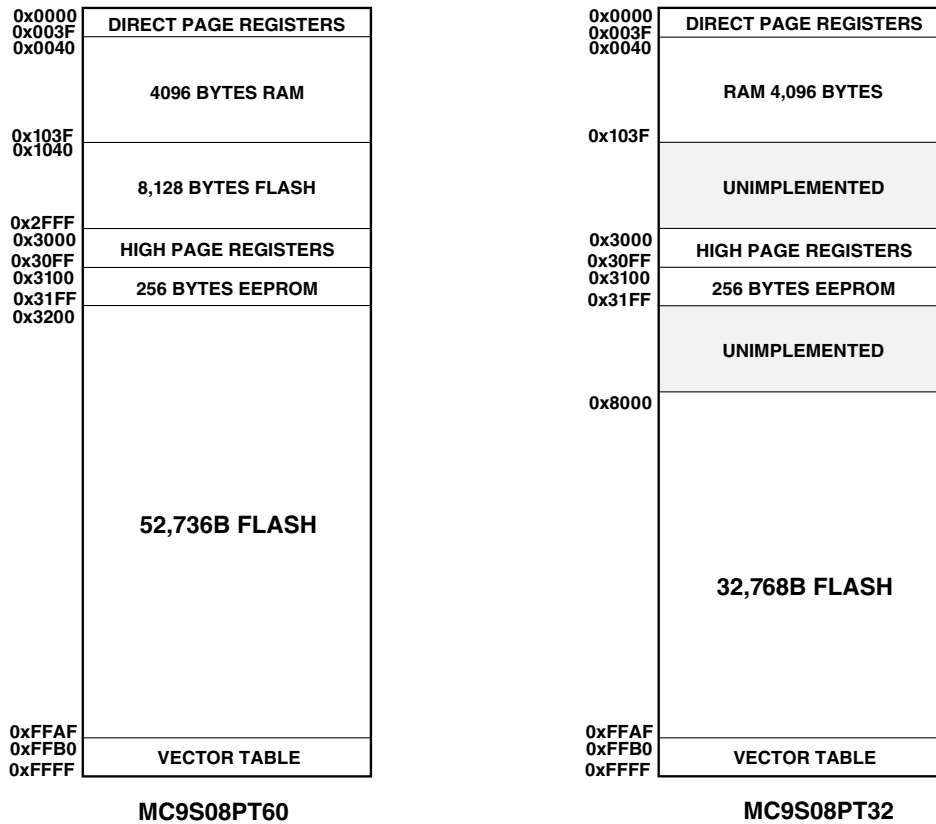 0x0000
0x003F
0x0040
DIRECT PAGE REGISTERS
4096 BYTES RAM
0x103F
0x1040
8,128 BYTES FLASH
0x2FFF
0x3000
HIGH PAGE REGISTERS
0x30FF
0x3100
256 BYTES EEPROM
0x31FF
0x3200
52,736B FLASH
0xFFAF
0xFFB0
VECTOR TABLE
0xFFFF
MC9S08PT60
0x0000
0x003F
0x0040
DIRECT PAGE REGISTERS
RAM 4,096 BYTES
0x103F
UNIMPLEMENTED
0x3000
HIGH PAGE REGISTERS
0x30FF
0x3100
256 BYTES EEPROM
0x31FF
UNIMPLEMENTED
0x8000
32,768B FLASH
0xFFAF
0xFFB0
VECTOR TABLE
0xFFFF
MC9S08PT32